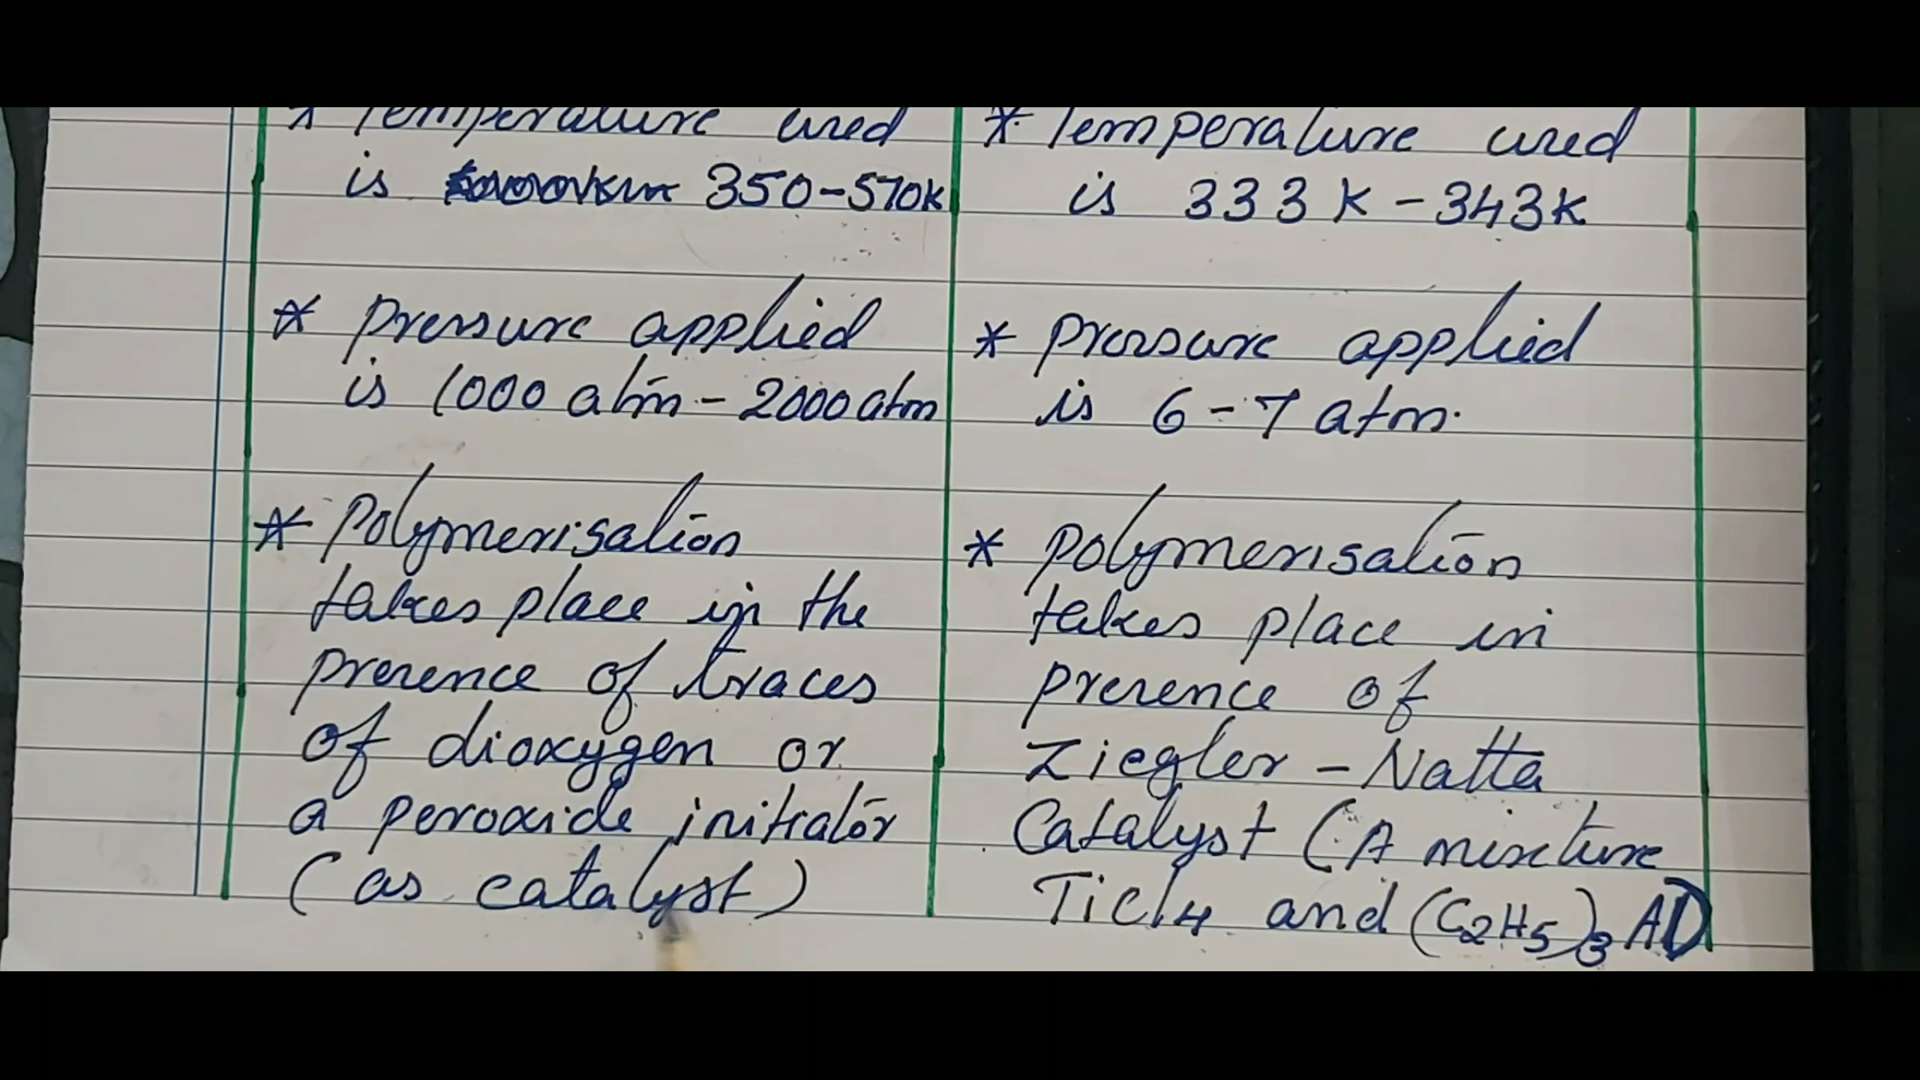 * Temperature used
is 350-570K
* pressure applied
is 1000 atm - 2000 atm
* Polymerisation
takes place in the
presence of traces
of dioxygen or
a peroxide initiator
(as catalyst)
* Temperature used
is 333 K - 343K
* pressure applied
is 6-7 atm.
* polymerisation
takes place in
presence of
Ziegler - Natta
Catalyst (A mixture
TiCl4 and (C2H5)3 Al)